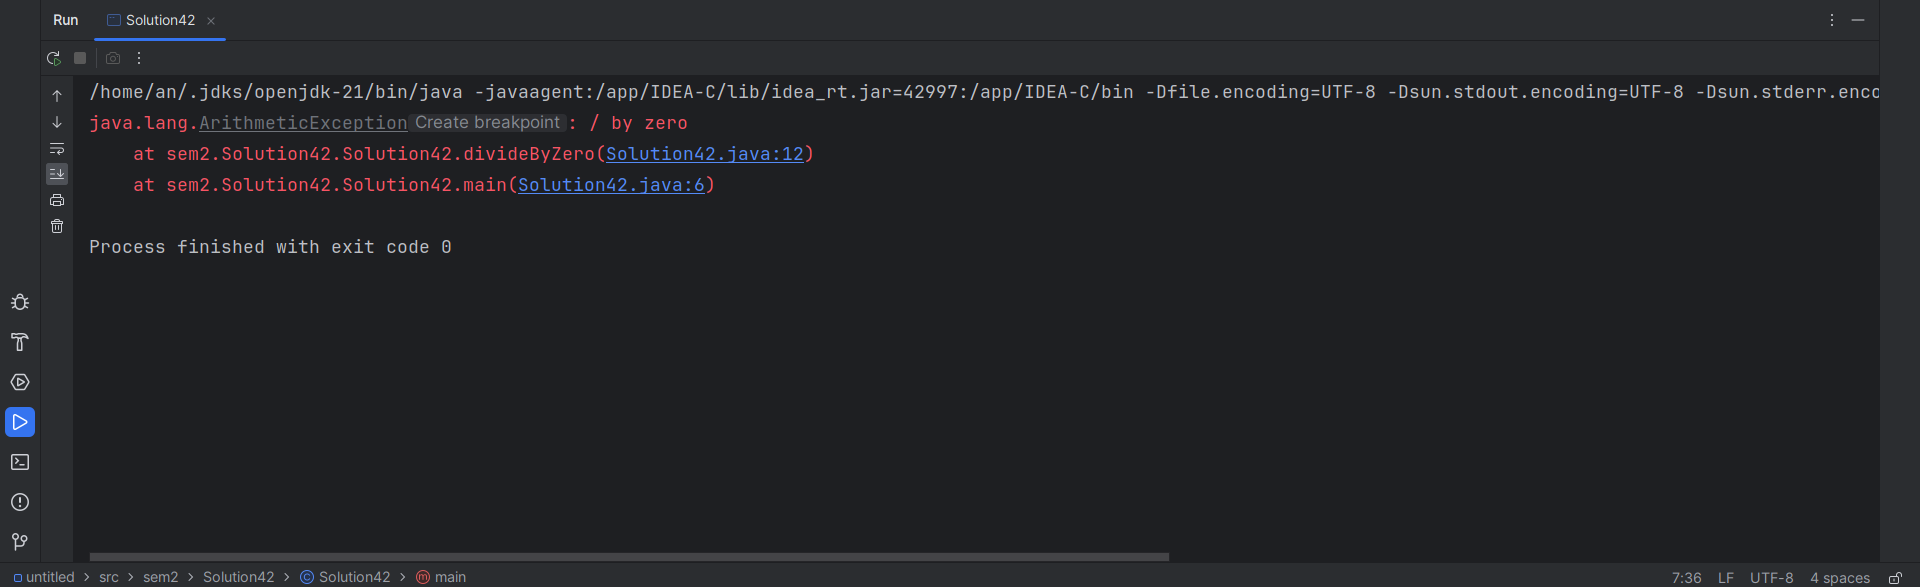 Run Solution42
/home/an/.jdks/openjdk-21/bin/java -javaagent:/app/IDEA-C/lib/idea_rt.jar=42997:/app/IDEA-C/bin -Dfile.encoding=UTF-8 -Dsun.stdout.encoding=UTF-8 -Dsun.stderr.enco
java.lang.ArithmeticException Create breakpoint : / by zero
    at sem2.Solution42.Solution42.divideByZero(Solution42.java:12)
    at sem2.Solution42.Solution42.main(Solution42.java:6)
Process finished with exit code 0
untitled > src > sem2 > Solution42 > Solution42 > main 7:36 LF UTF-8 4 spaces